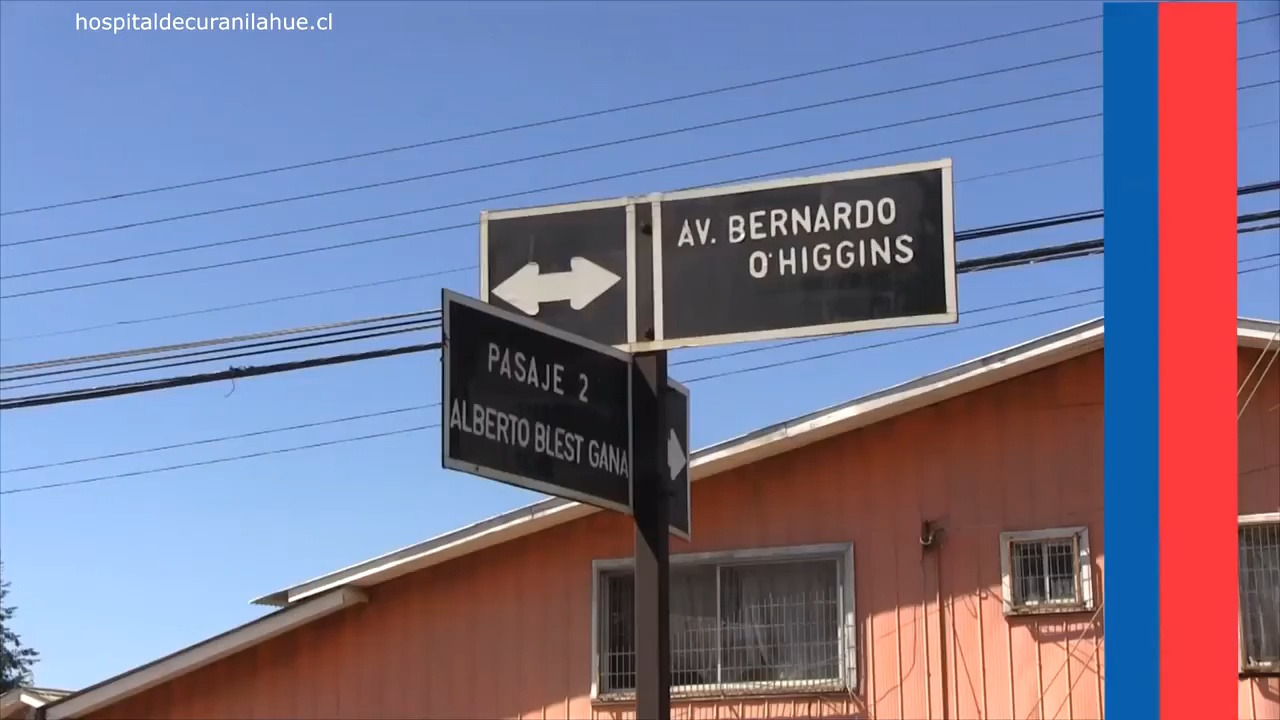 hospitaldecuranilahue.cl
AV. BERNARDO
O'HIGGINS
PASAJE 2
ALBERTO BLEST GANA